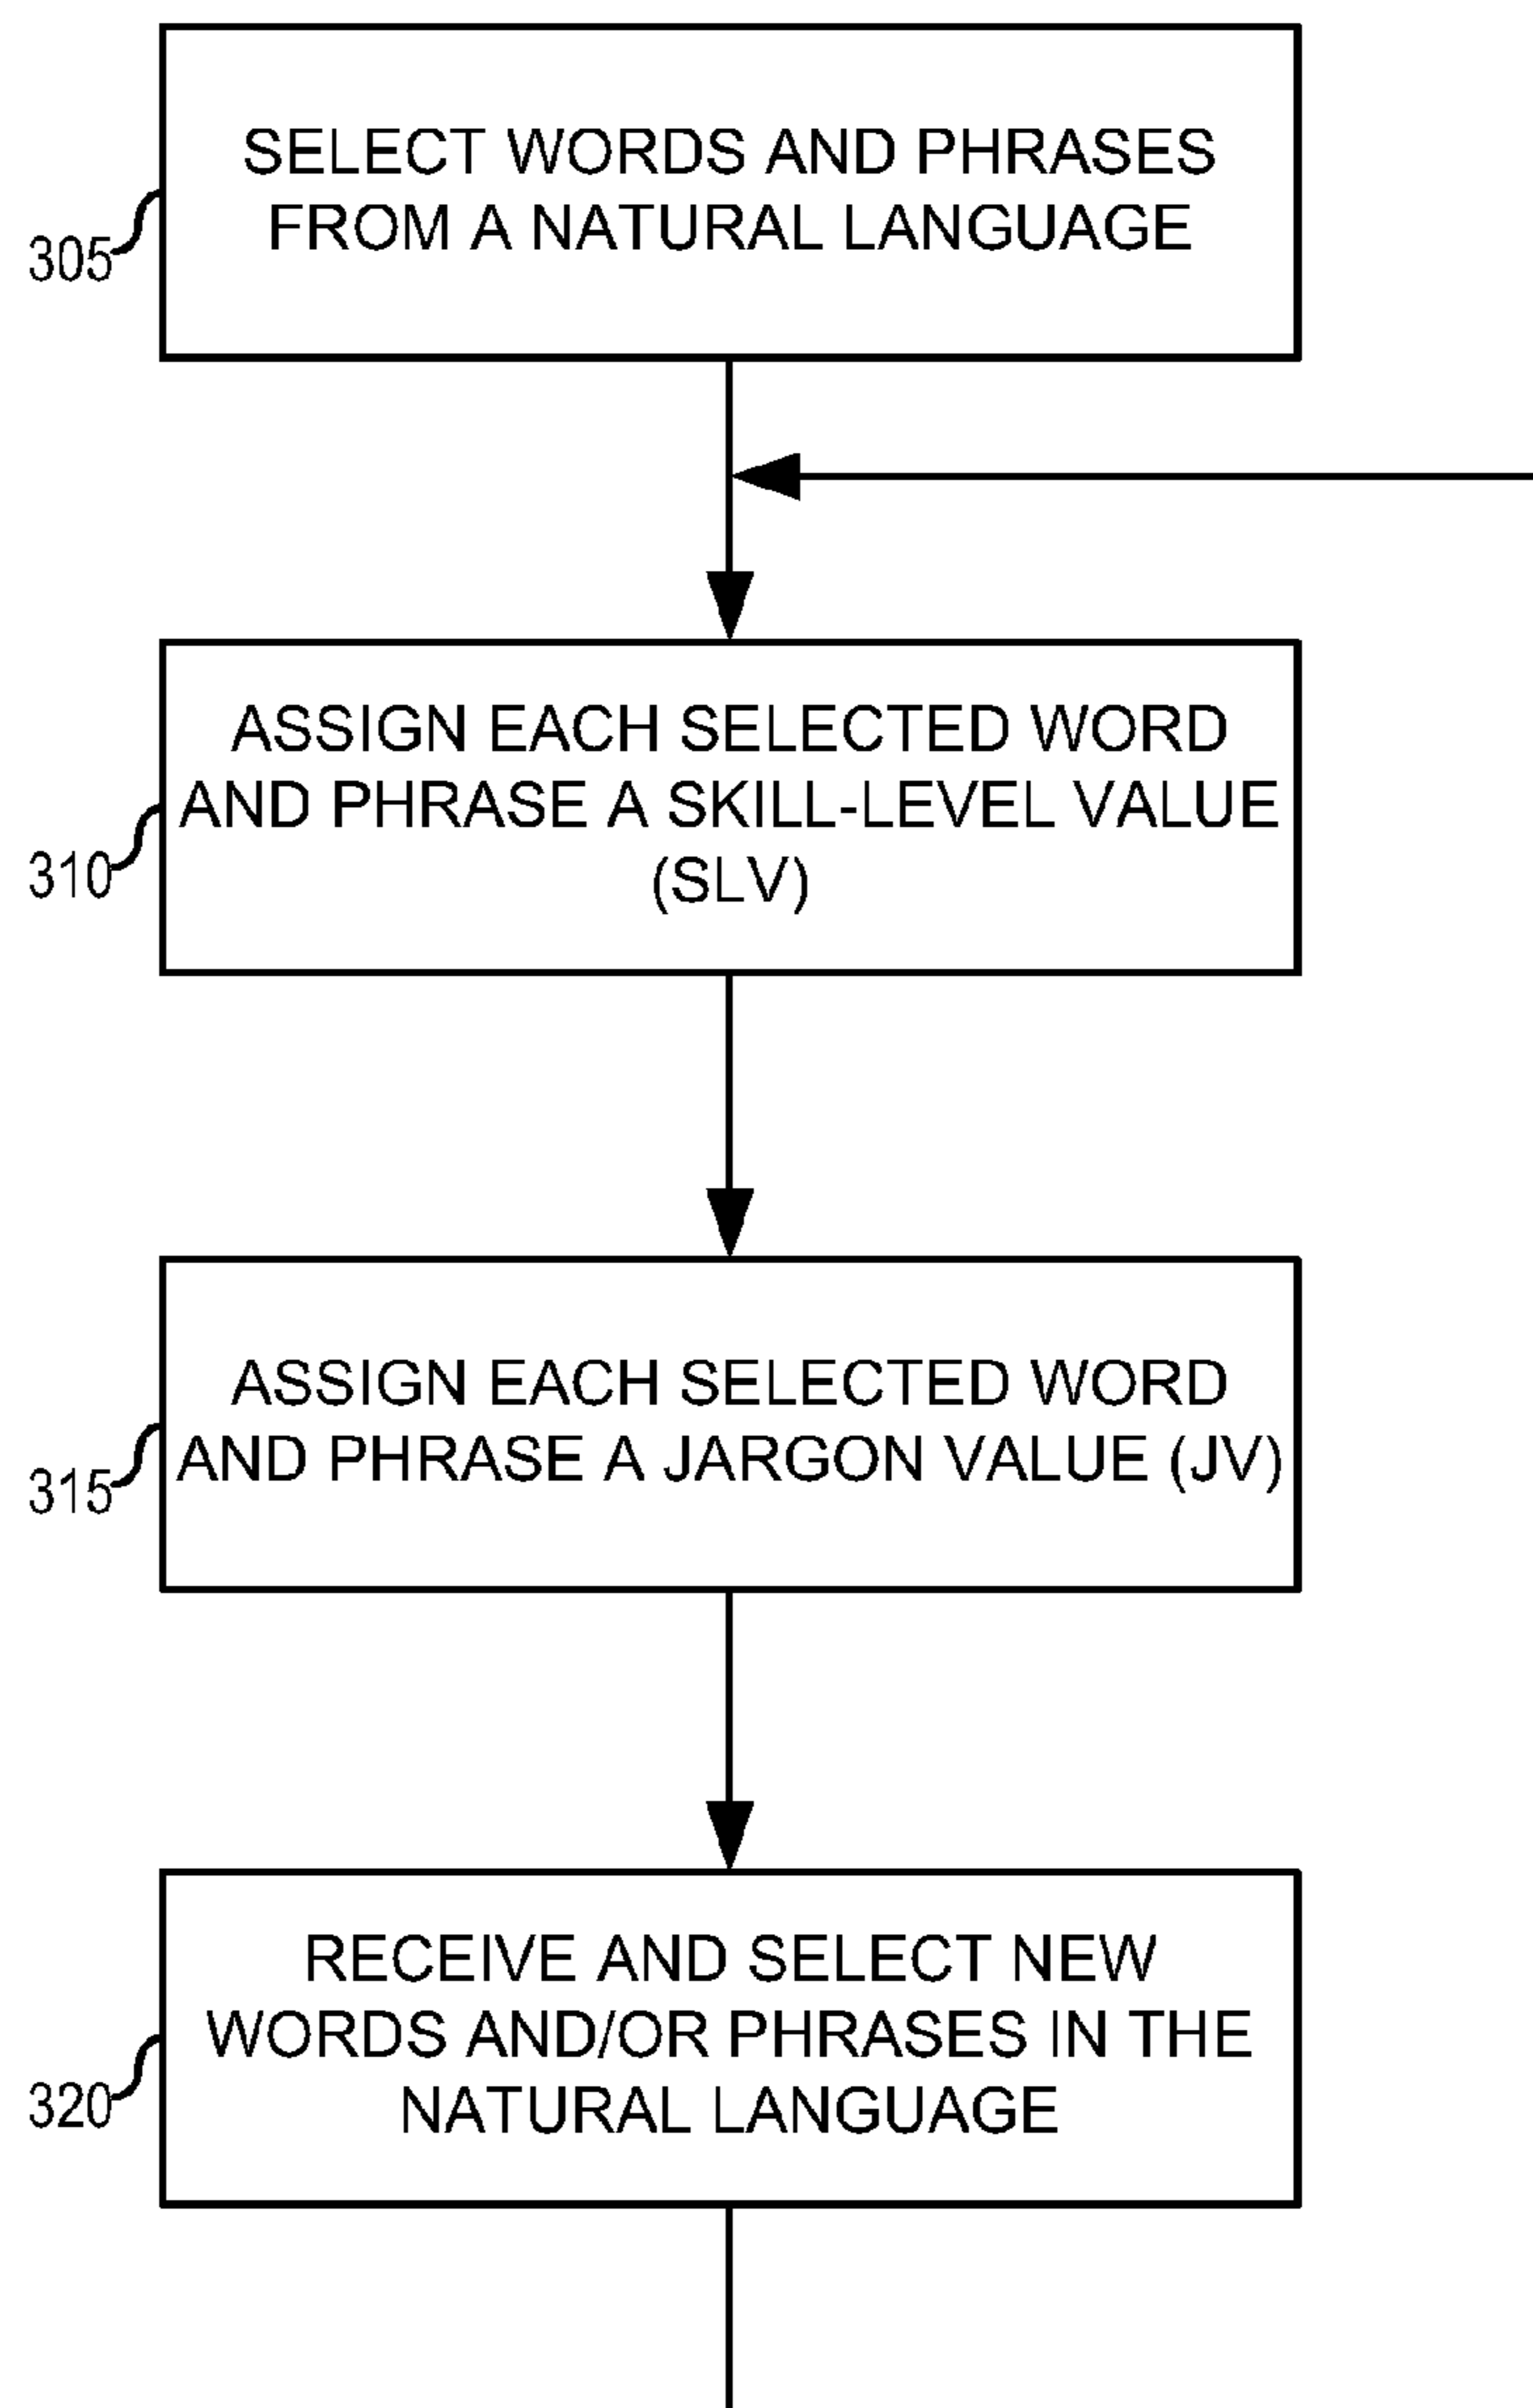 SELECT WORDS AND PHRASES
FROM A NATURAL LANGUAGE
305
ASSIGN EACH SELECTED WORD
AND PHRASE A SKILL-LEVEL VALUE
(SLV)
310
ASSIGN EACH SELECTED WORD
AND PHRASE A JARGON VALUE (JV)
315
RECEIVE AND SELECT NEW
WORDS AND/OR PHRASES IN THE
NATURAL LANGUAGE
320